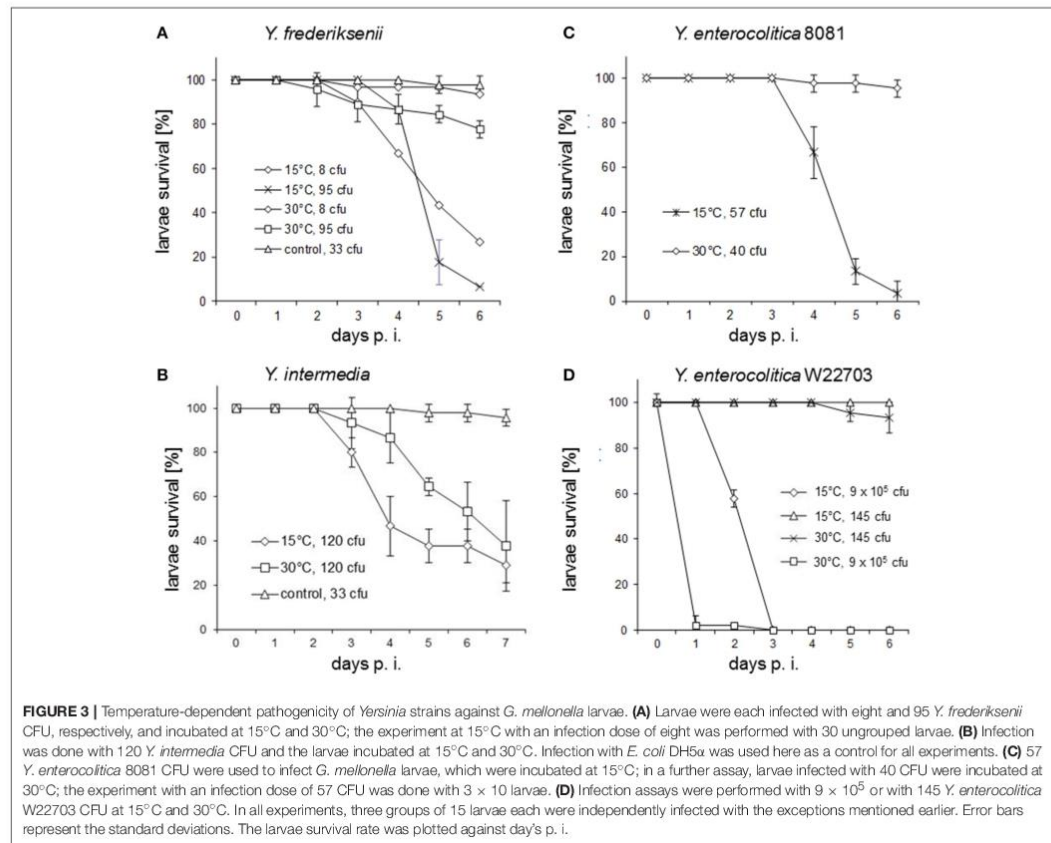 A
Y. frederiksenii
larvae survival [%]
100
80
60
40
20
0
15°C, 8 cfu
15°C, 95 cfu
30°C, 8 cfu
30°C, 95 cfu
control, 33 cfu
0 1 2 3 4 5 6
days p. i.
C
Y. enterocolitica 8081
larvae survival [%]
100
80
60
40
20
0
15°C, 57 cfu
30°C, 40 cfu
0 1 2 3 4 5 6
days p. i.
B
Y. intermedia
larvae survival [%]
100
80
60
40
20
0
15°C, 120 cfu
30°C, 120 cfu
control, 33 cfu
0 1 2 3 4 5 6 7
days p. i.
D
Y. enterocolitica W22703
larvae survival [%]
100
80
60
40
20
0
15°C, 9 x 10⁵ cfu
15°C, 145 cfu
30°C, 145 cfu
30°C, 9 x 10⁵ cfu
0 1 2 3 4 5 6
days p. i.
FIGURE 3 | Temperature-dependent pathogenicity of Yersinia strains against G. mellonella larvae. (A) Larvae were each infected with eight and 95 Y. frederiksenii
CFU, respectively, and incubated at 15°C and 30°C; the experiment at 15°C with an infection dose of eight was performed with 30 ungrouped larvae. (B) Infection
was done with 120 Y. intermedia CFU and the larvae incubated at 15°C and 30°C. Infection with E. coli DH5α was used here as a control for all experiments. (C) 57
Y. enterocolitica 8081 CFU were used to infect G. mellonella larvae, which were incubated at 15°C; in a further assay, larvae infected with 40 CFU were incubated at
30°C; the experiment with an infection dose of 57 CFU was done with 3 × 10 larvae. (D) Infection assays were performed with 9 × 10⁵ or with 145 Y. enterocolitica
W22703 CFU at 15°C and 30°C. In all experiments, three groups of 15 larvae each were independently infected with the exceptions mentioned earlier. Error bars
represent the standard deviations. The larvae survival rate was plotted against day's p. i.